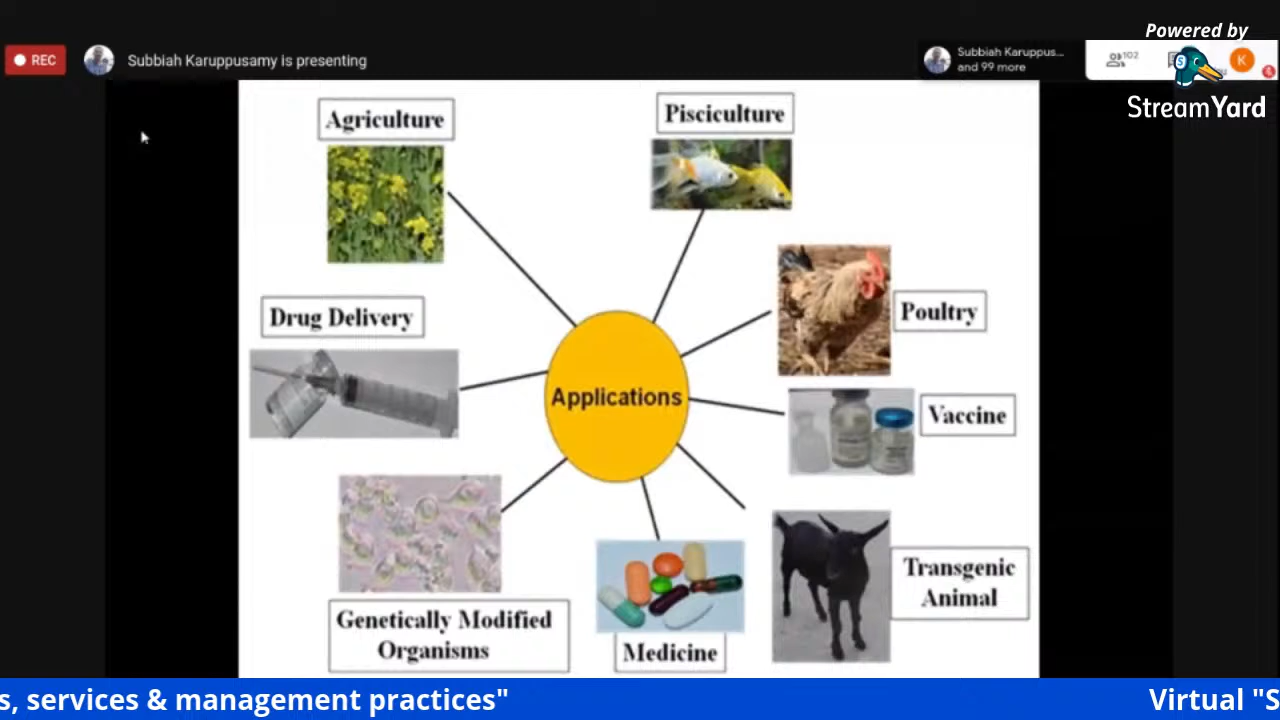 Powered by
REC
Subbiah Karuppusamy is presenting
Subbiah Karuppus...
and 99 more
102
K
StreamYard
Agriculture
Pisciculture
Drug Delivery
Poultry
Applications
Vaccine
Transgenic
Animal
Genetically Modified
Organisms
Medicine
s, services & management practices"
Virtual "S